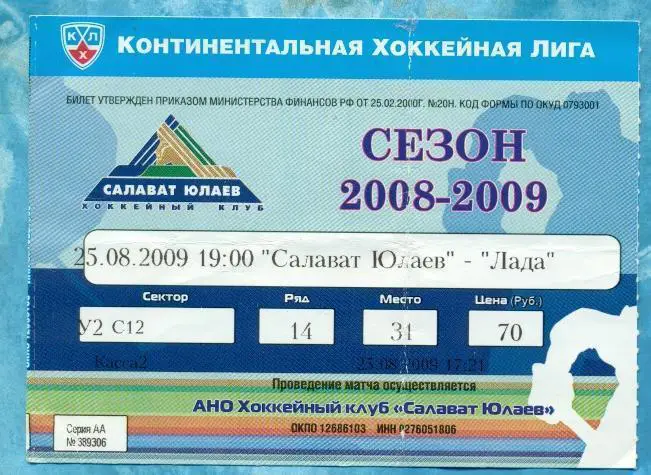 КХЛ
КОНТИНЕНТАЛЬНАЯ ХОККЕЙНАЯ ЛИГА
БИЛЕТ УТВЕРЖДЕН ПРИКАЗОМ МИНИСТЕРСТВА ФИНАНСОВ РФ ОТ 25.02.2000Г. №20Н. КОД ФОРМЫ ПО ОКУД 0793001
САЛАВАТ ЮЛАЕВ
ХОККЕЙНЫЙ КЛУБ
СЕЗОН
2008-2009
25.08.2009 19:00 "Салават Юлаев" - "Лада"
Сектор Ряд Место Цена (Руб.)
У2 С12 14 31 70
Касса2 25.08.2009 17:21
Проведение матча осуществляется
АНО Хоккейный клуб «Салават Юлаев»
ОКПО 12686103 ИНН 0276051806
Серия АА
№ 389306